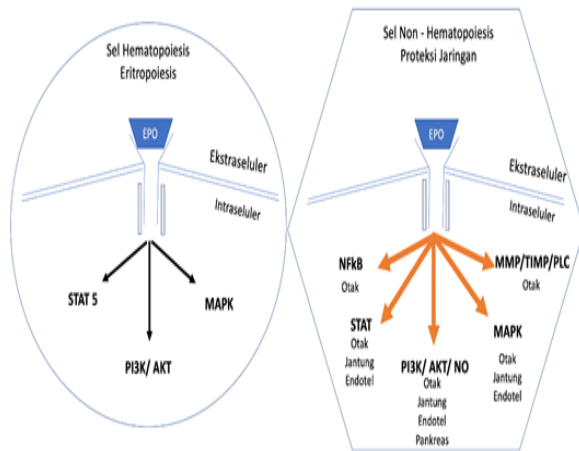 Sel Hematopoiesis
Eritropoiesis
EPO
Ekstraseluler
Intraseluler
STAT 5
MAPK
PI3K/ AKT
Sel Non - Hematopoiesis
Proteksi Jaringan
EPO
Ekstraseluler
Intraseluler
NFkB
Otak
MMP/TIMP/PLC
Otak
STAT
Otak
Jantung
Endotel
PI3K/ AKT/ NO
Otak
Jantung
Endotel
Pankreas
MAPK
Otak
Jantung
Endotel